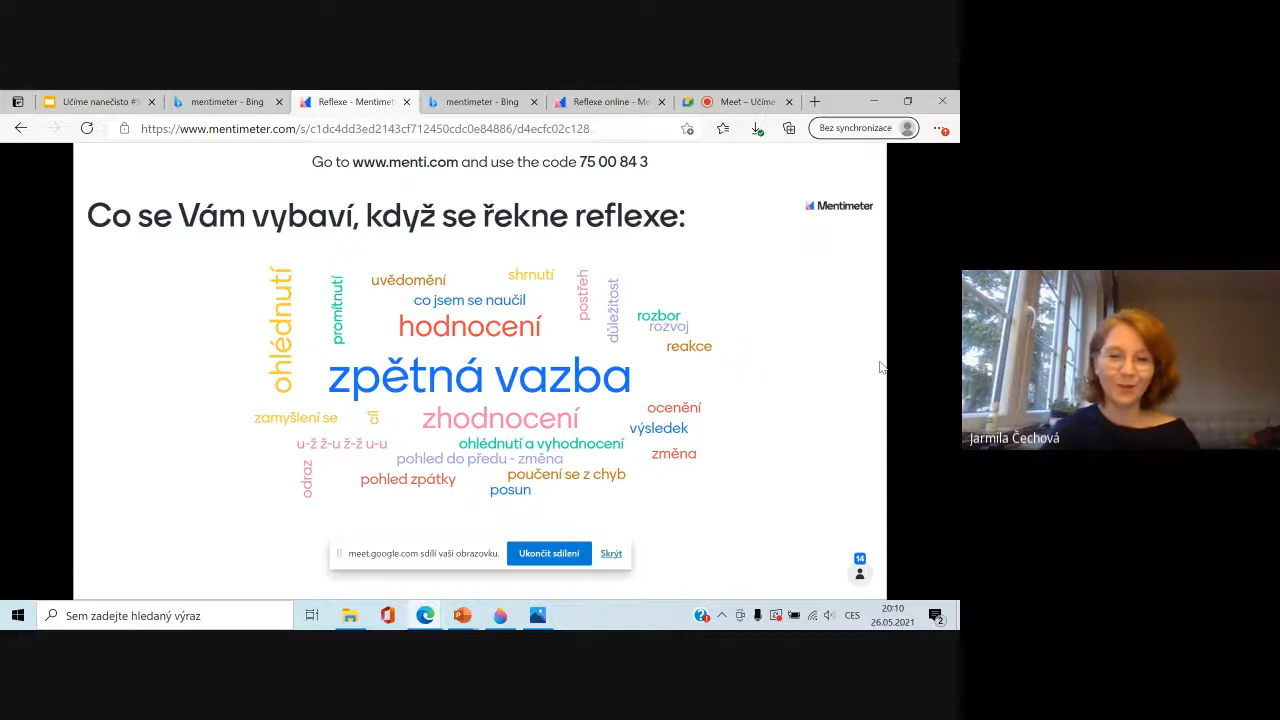 Učíme nanečisto #
mentimeter - Bing
Reflexe - Mentimet
mentimeter - Bing
Reflexe online - Me
Meet – Učíme
https://www.mentimeter.com/s/c1dc4dd3ed2143cf712450cdc0e84886/d4ecfc02c128
Bez synchronizace
Go to www.menti.com and use the code 75 00 84 3
Mentimeter
Co se Vám vybaví, když se řekne reflexe:
ohlédnutí
promítnutí
uvědomění
shrnutí
postřeh
důležitost
co jsem se naučil
hodnocení
rozbor
rozvoj
reakce
zpětná vazba
zamyšlení se
cíl
zhodnocení
ocenění
výsledek
u-ž ž-u ž-ž u-u
ohlédnutí a vyhodnocení
změna
pohled do předu - změna
odraz
pohled zpátky
poučení se z chyb
posun
meet.google.com sdílí vaši obrazovku.
Ukončit sdílení
Skrýt
14
Jarmila Čechová
Sem zadejte hledaný výraz
CES
20:10
26.05.2021
2